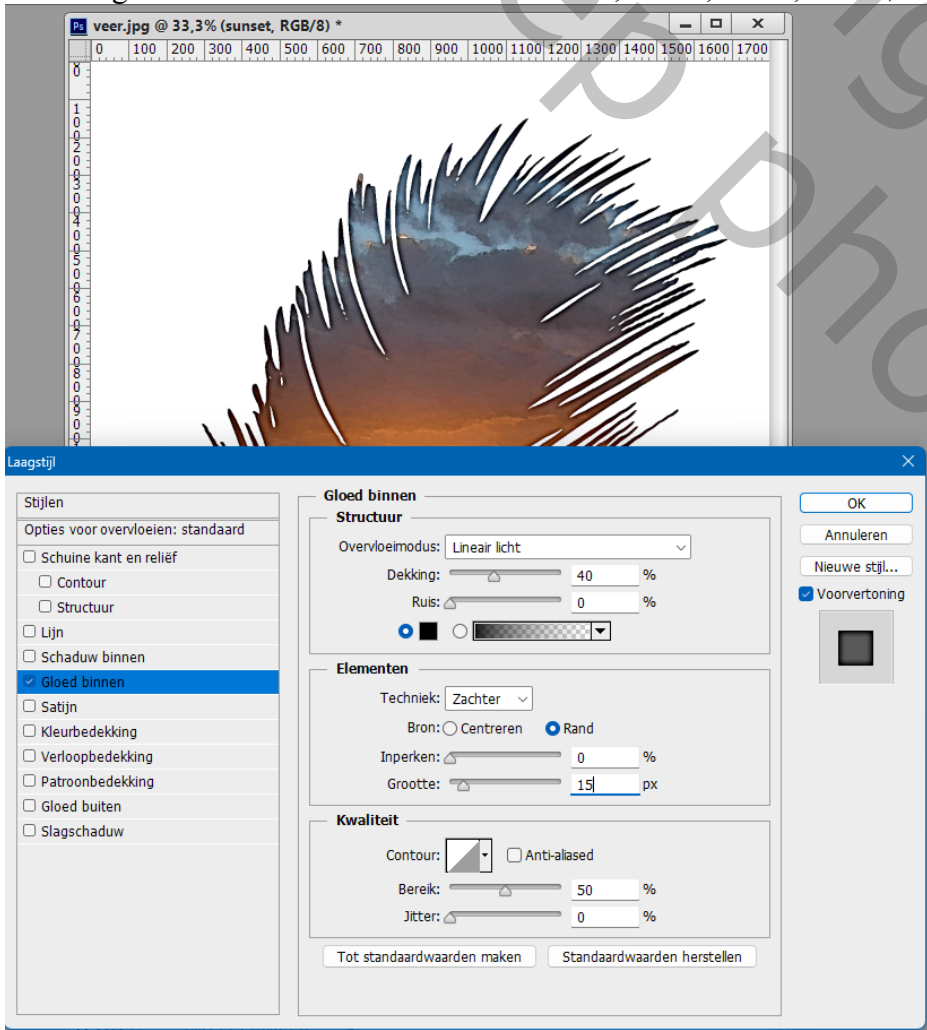 Ps veer.jpg @ 33,3% (sunset, RGB/8) *
0 100 200 300 400 500 600 700 800 900 1000 1100 1200 1300 1400 1500 1600 1700
Laagstijl
Stijlen
Opties voor overvloeien: standaard
Schuine kant en reliëf
Contour
Structuur
Lijn
Schaduw binnen
Gloed binnen
Satijn
Kleurbedekking
Verloopbedekking
Patroonbedekking
Gloed buiten
Slagschaduw
Gloed binnen
Structuur
Overvloeimodus: Lineair licht
Dekking: 40 %
Ruis: 0 %
Elementen
Techniek: Zachter
Bron: Centreren Rand
Inperken: 0 %
Grootte: 15 px
Kwaliteit
Contour: Anti-aliased
Bereik: 50 %
Jitter: 0 %
Tot standaardwaarden maken Standaardwaarden herstellen
OK
Annuleren
Nieuwe stijl...
Voorvertoning